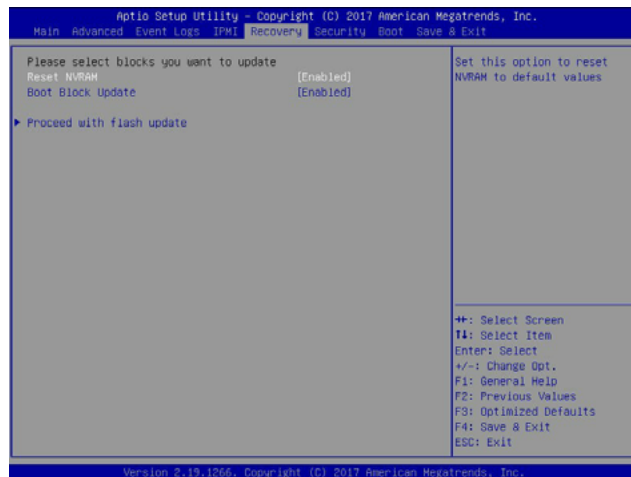 Aptio Setup Utility - Copyright (C) 2017 American Megatrends, Inc.
Main Advanced Event Logs IPMI Recovery Security Boot Save & Exit
Please select blocks you want to update
Reset NVRAM [Enabled]
Boot Block Update [Enabled]
Proceed with flash update
Set this option to reset
NVRAM to default values
: Select Screen
: Select Item
Enter: Select
+/-: Change Opt.
F1: General Help
F2: Previous Values
F3: Optimized Defaults
F4: Save & Exit
ESC: Exit
Version 2.19.1266. Copyright (C) 2017 American Megatrends, Inc.